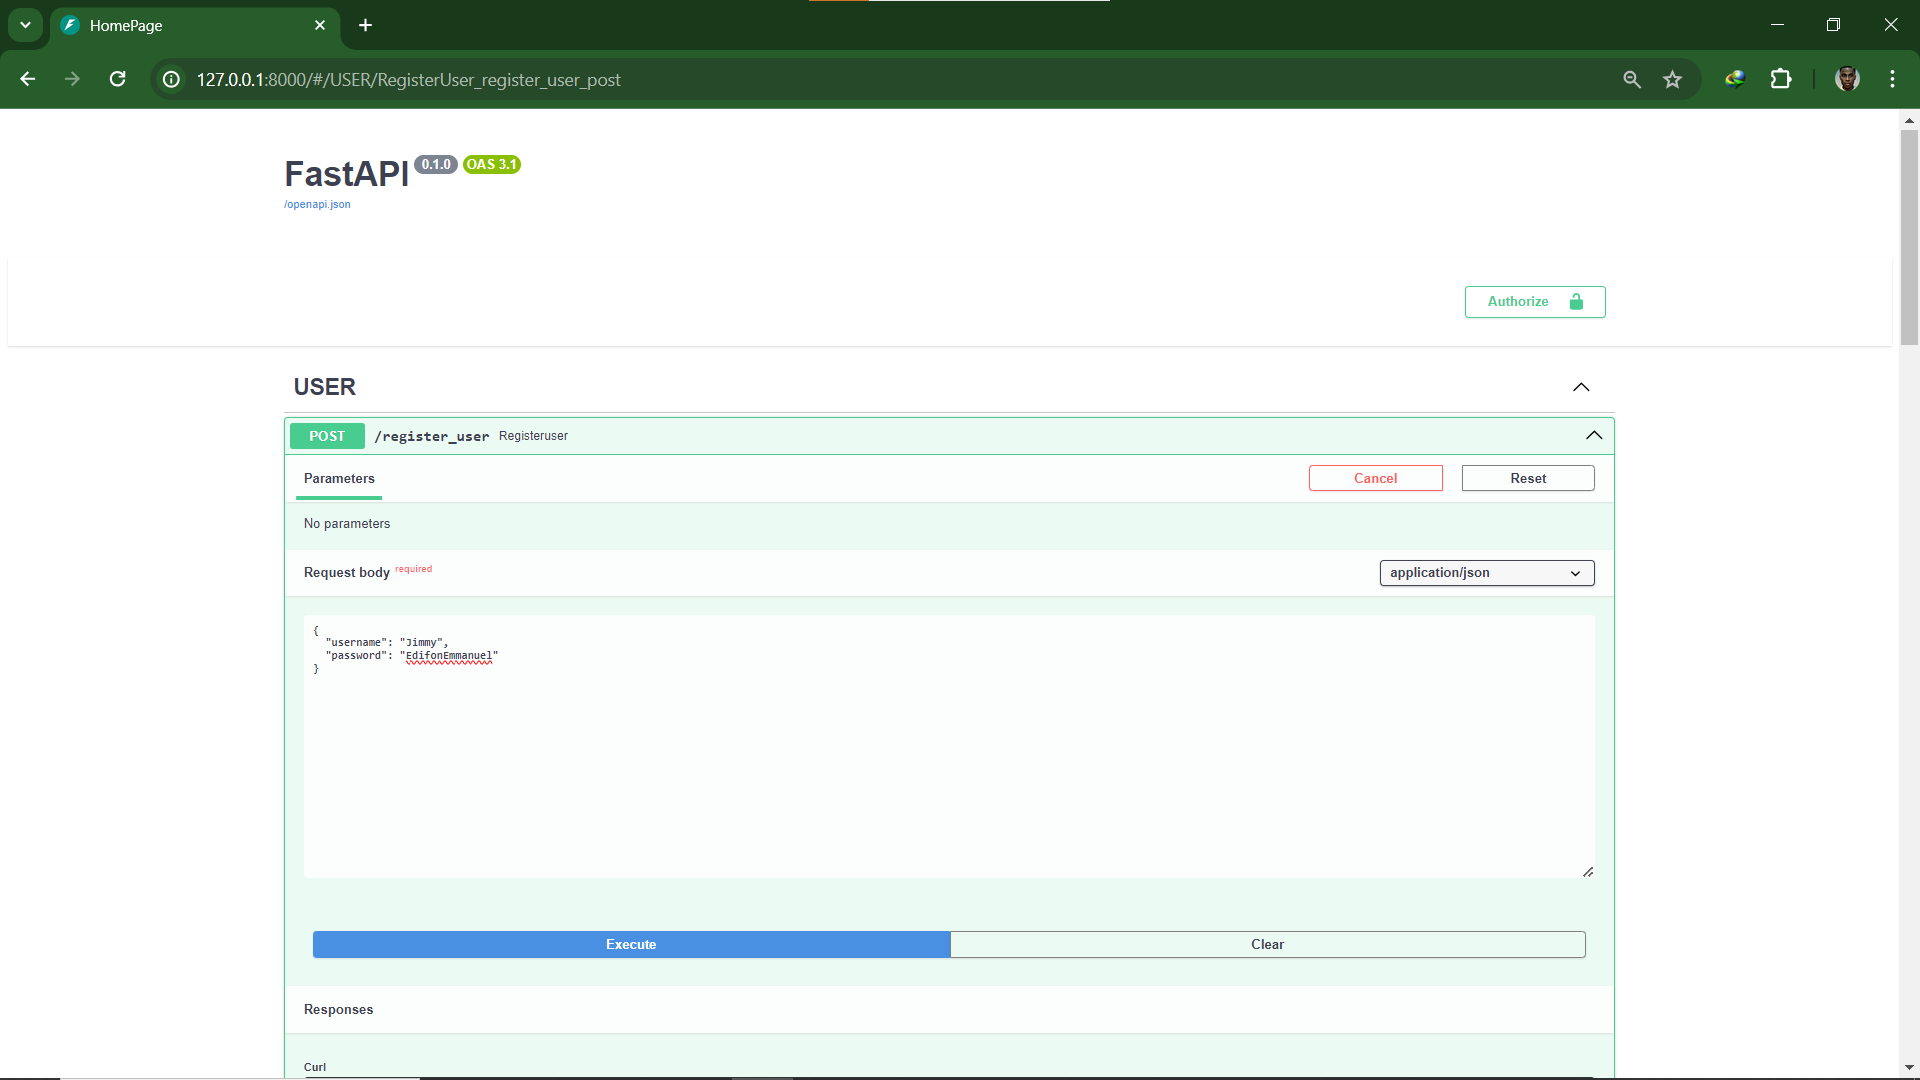 HomePage
127.0.0.1:8000/#/USER/RegisterUser_register_user_post
FastAPI 0.1.0 OAS 3.1
/openapi.json
Authorize
USER
POST /register_user Registeruser
Parameters Cancel Reset
No parameters
Request body required application/json
{
"username": "Jimmy",
"password": "EdifonEmmanuel"
}
Execute Clear
Responses
Curl